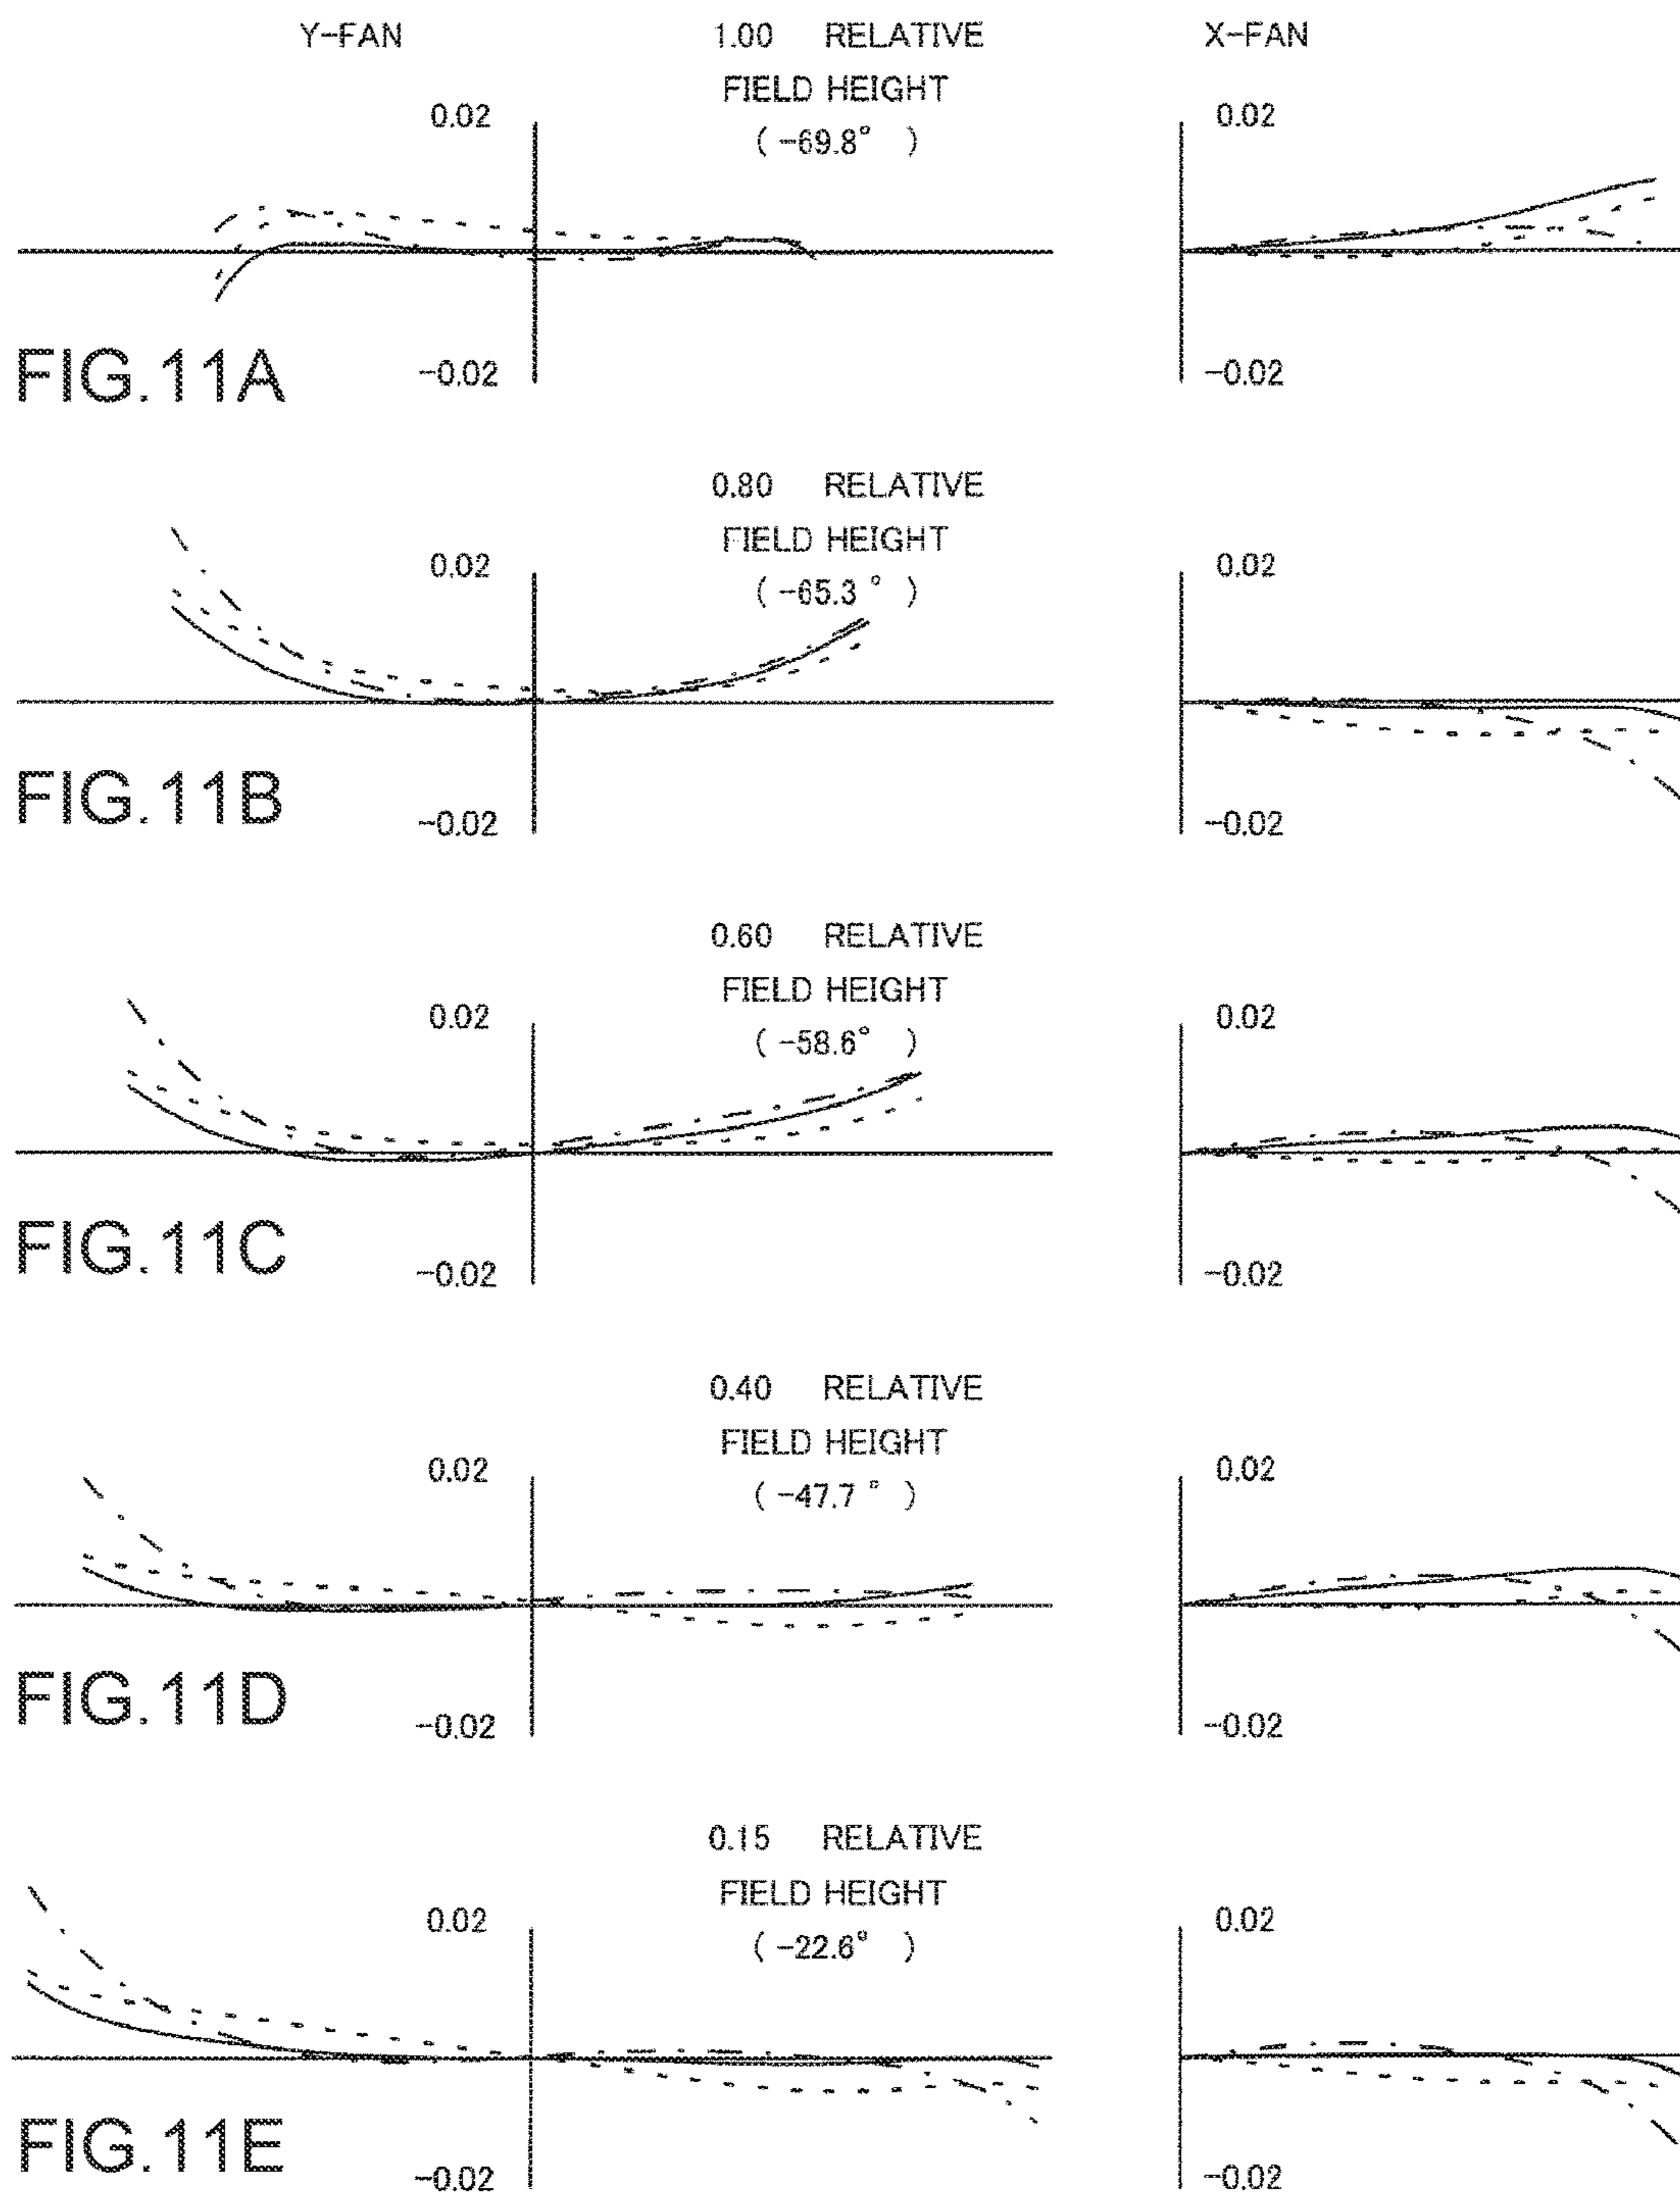 Y-FAN
1.00 RELATIVE
FIELD HEIGHT
( -69.8° )
X-FAN
0.02
0.02
FIG.11A
-0.02
-0.02
0.80 RELATIVE
FIELD HEIGHT
( -65.3 ° )
0.02
0.02
FIG.11B
-0.02
-0.02
0.60 RELATIVE
FIELD HEIGHT
( -58.6° )
0.02
0.02
FIG.11C
-0.02
-0.02
0.40 RELATIVE
FIELD HEIGHT
( -47.7 ° )
0.02
0.02
FIG.11D
-0.02
-0.02
0.15 RELATIVE
FIELD HEIGHT
( -22.6° )
0.02
0.02
FIG.11E
-0.02
-0.02